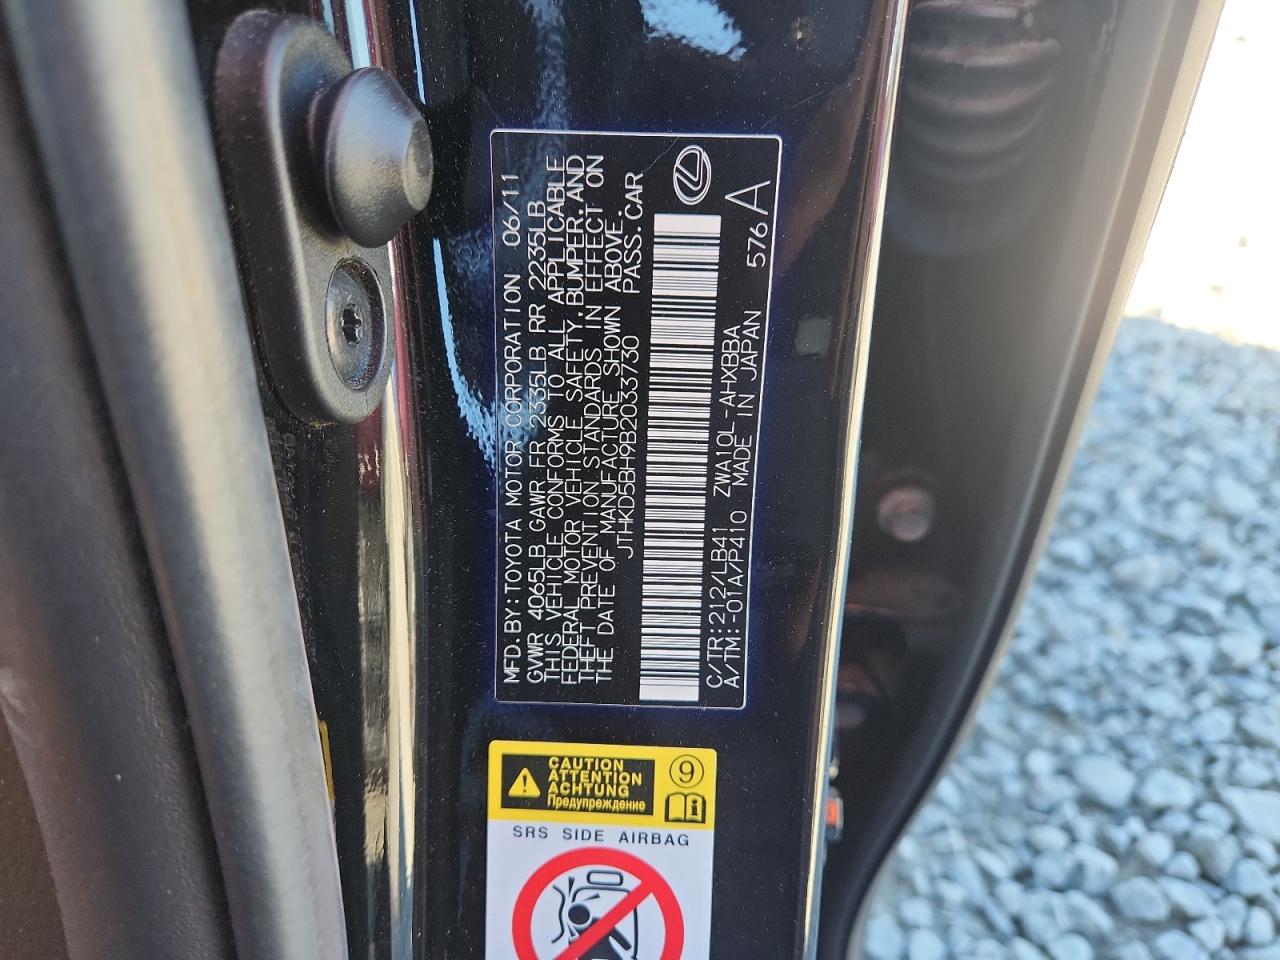 MFD.BY:TOYOTA MOTOR CORPORATION 06/11
GVWR 4065LB GAWR FR 2335LB RR 2235LB
THIS VEHICLE CONFORMS TO ALL APPLICABLE
FEDERAL MOTOR VEHICLE SAFETY,BUMPER,AND
THEFT PREVENTION STANDARDS IN EFFECT ON
THE DATE OF MANUFACTURE SHOWN ABOVE.
JTHKD5BH9B2033730 PASS.CAR
C/TR:212/LB41 ZWA10L-AHXBBA
A/TM:-01A/P410 MADE IN JAPAN 576A
CAUTION
ATTENTION
ACHTUNG
Предупреждение
9
SRS SIDE AIRBAG